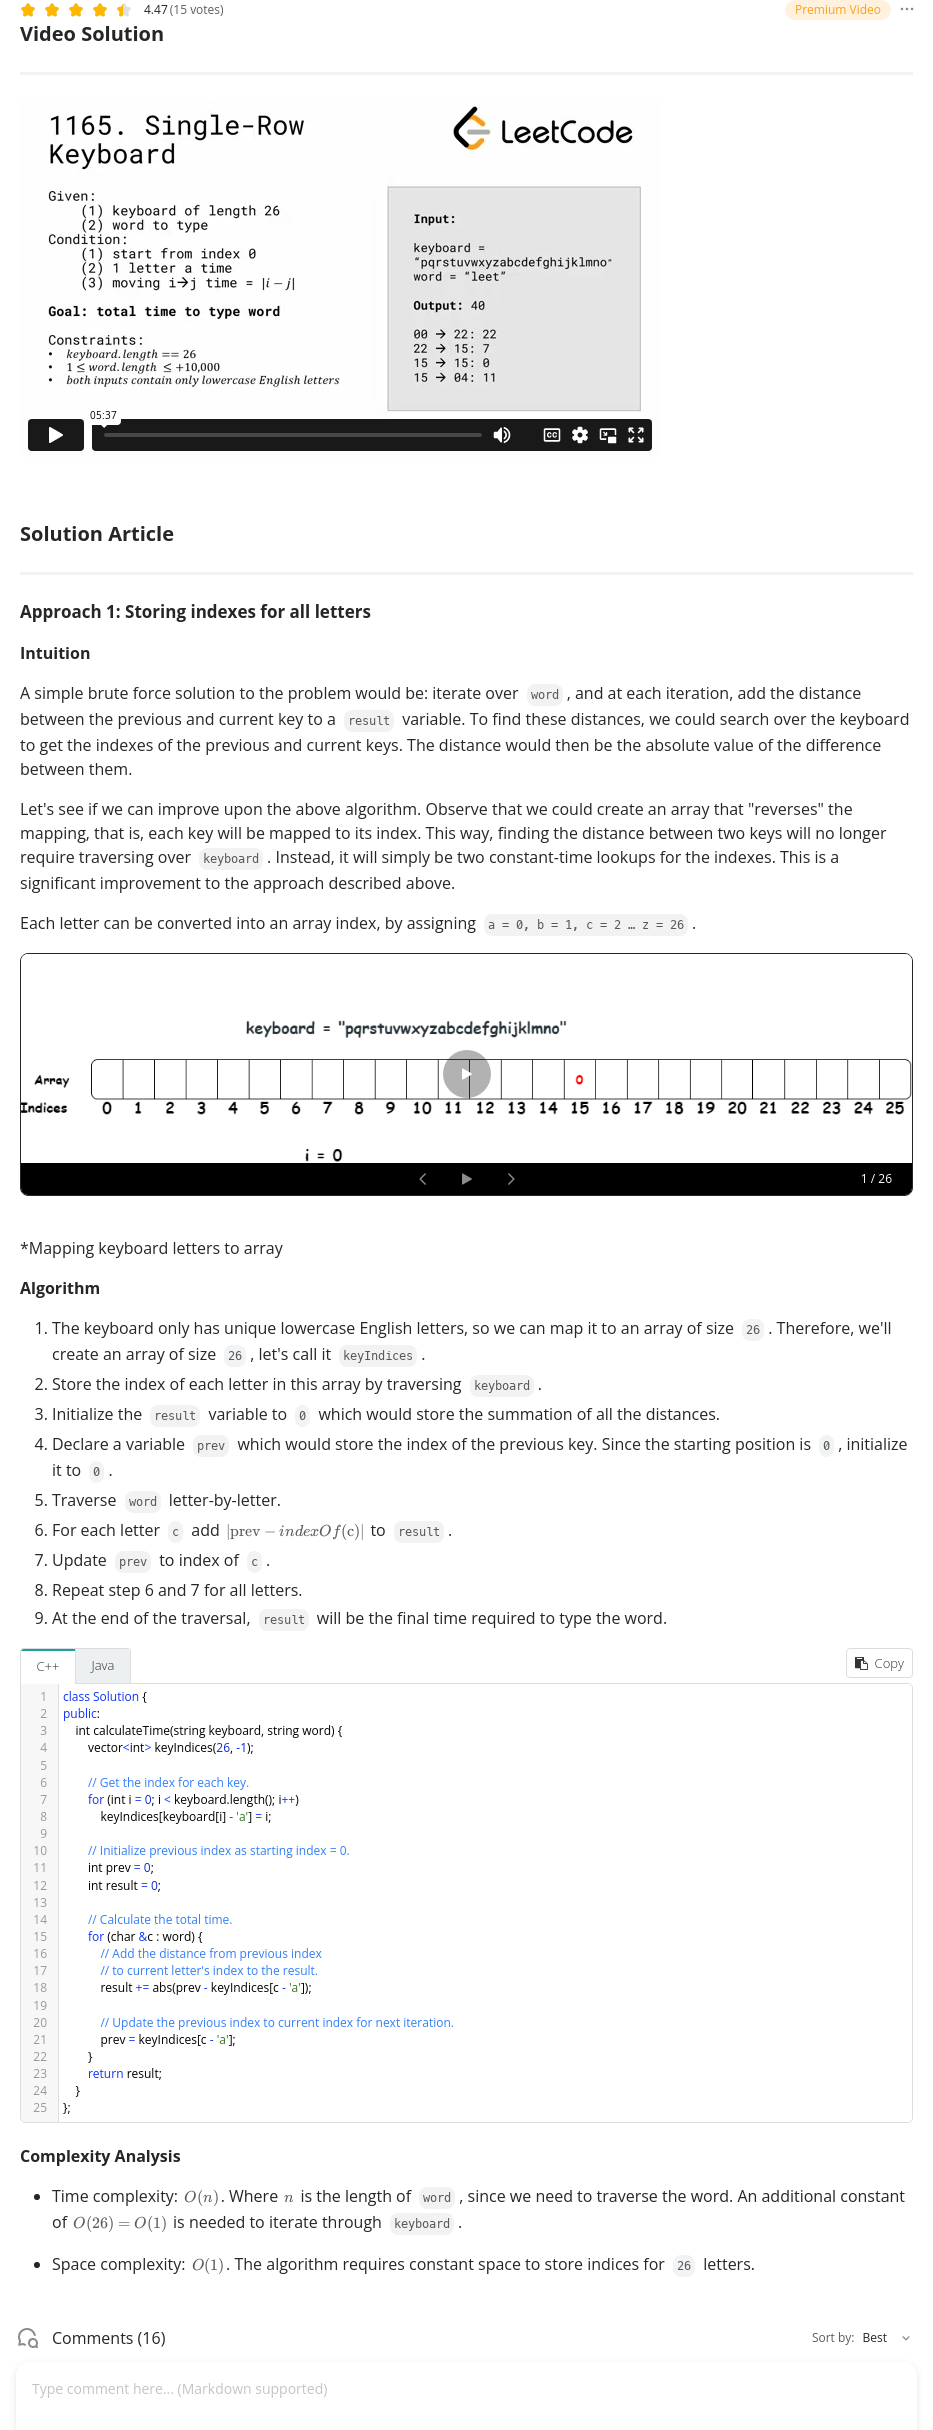 4.47 (15 votes)
Premium Video
Video Solution
1165. Single-Row
Keyboard
LeetCode
Given:
(1) keyboard of length 26
(2) word to type
Condition:
(1) start from index 0
(2) 1 letter a time
(3) moving i→j time = |i − j|
Goal: total time to type word
Constraints:
• keyboard.length == 26
• 1 ≤ word.length ≤ +10,000
• both inputs contain only lowercase English letters
Input:
keyboard =
“pqrstuvwxyzabcdefghijklmno”
word = “leet”
Output: 40
00 → 22: 22
22 → 15: 7
15 → 15: 0
15 → 04: 11
05:37
CC
Solution Article
Approach 1: Storing indexes for all letters
Intuition
A simple brute force solution to the problem would be: iterate over word, and at each iteration, add the distance
between the previous and current key to a result variable. To find these distances, we could search over the keyboard
to get the indexes of the previous and current keys. The distance would then be the absolute value of the difference
between them.
Let's see if we can improve upon the above algorithm. Observe that we could create an array that "reverses" the
mapping, that is, each key will be mapped to its index. This way, finding the distance between two keys will no longer
require traversing over keyboard. Instead, it will simply be two constant-time lookups for the indexes. This is a
significant improvement to the approach described above.
Each letter can be converted into an array index, by assigning a = 0, b = 1, c = 2 … z = 26.
keyboard = "pqrstuvwxyzabcdefghijklmno"
Array 0
Indices 0 1 2 3 4 5 6 7 8 9 10 11 12 13 14 15 16 17 18 19 20 21 22 23 24 25
i = 0
1 / 26
*Mapping keyboard letters to array
Algorithm
1. The keyboard only has unique lowercase English letters, so we can map it to an array of size 26. Therefore, we'll
create an array of size 26, let's call it keyIndices.
2. Store the index of each letter in this array by traversing keyboard.
3. Initialize the result variable to 0 which would store the summation of all the distances.
4. Declare a variable prev which would store the index of the previous key. Since the starting position is 0, initialize
it to 0.
5. Traverse word letter-by-letter.
6. For each letter c add |prev − indexOf(c)| to result.
7. Update prev to index of c.
8. Repeat step 6 and 7 for all letters.
9. At the end of the traversal, result will be the final time required to type the word.
C++ Java Copy
1 class Solution {
2 public:
3 int calculateTime(string keyboard, string word) {
4 vector<int> keyIndices(26, -1);
5
6 // Get the index for each key.
7 for (int i = 0; i < keyboard.length(); i++)
8 keyIndices[keyboard[i] - 'a'] = i;
9
10 // Initialize previous index as starting index = 0.
11 int prev = 0;
12 int result = 0;
13
14 // Calculate the total time.
15 for (char &c : word) {
16 // Add the distance from previous index
17 // to current letter's index to the result.
18 result += abs(prev - keyIndices[c - 'a']);
19
20 // Update the previous index to current index for next iteration.
21 prev = keyIndices[c - 'a'];
22 }
23 return result;
24 }
25 };
Complexity Analysis
• Time complexity: O(n). Where n is the length of word, since we need to traverse the word. An additional constant
of O(26) = O(1) is needed to iterate through keyboard.
• Space complexity: O(1). The algorithm requires constant space to store indices for 26 letters.
Comments (16)
Sort by: Best
Type comment here... (Markdown supported)